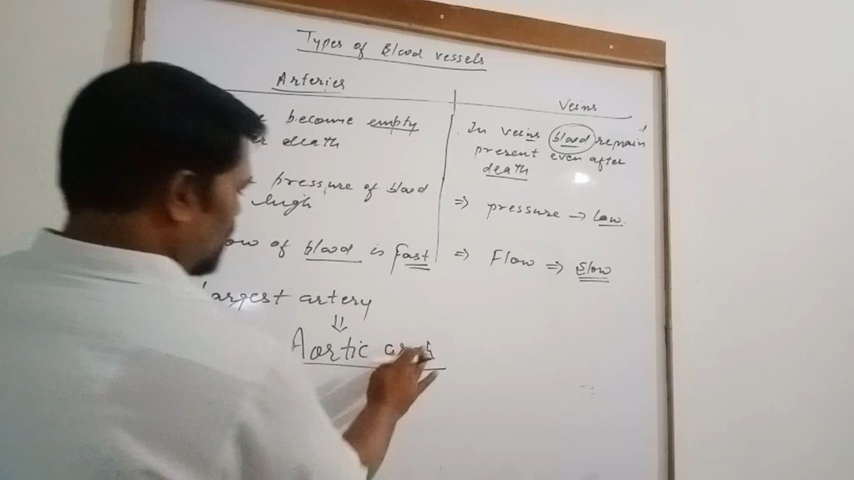 Types of Blood vessels
Arteries
Veins
become empty
death
pressure of blood
high
of blood is Fast
largest artery
⇓
Aortic
In veins blood remain
present even after
death
⇒ pressure → Low.
⇒ Flow ⇒ Slow